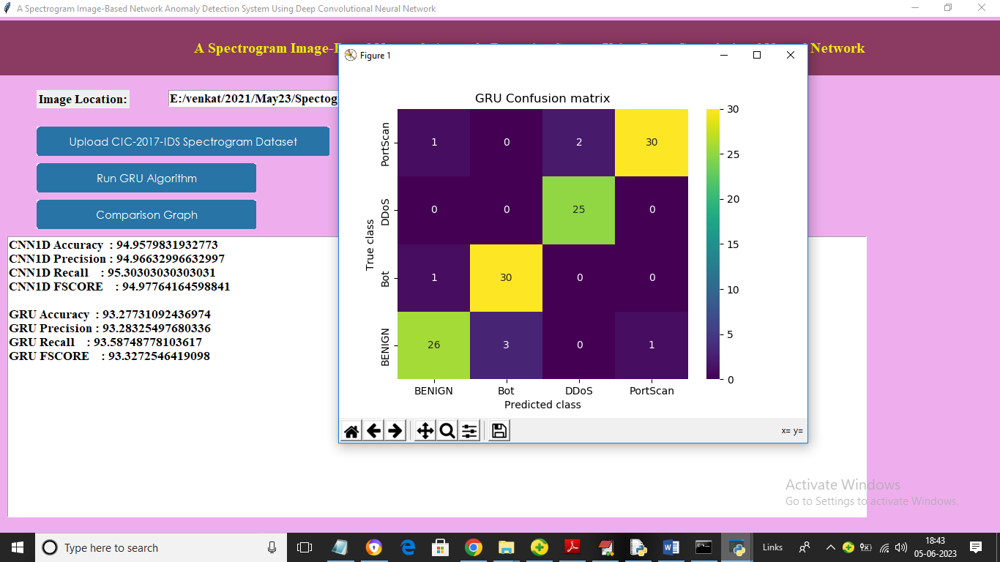 A Spectrogram Image-Based Network Anomaly Detection System Using Deep Convolutional Neural Network
A Spectrogram Image- Network
Image Location: E:/venkat/2021/May23/Spectog
Upload CIC-2017-IDS Spectrogram Dataset
Run GRU Algorithm
Comparison Graph
CNN1D Accuracy : 94.9579831932773
CNN1D Precision : 94.96632996632997
CNN1D Recall : 95.30303030303031
CNN1D FSCORE : 94.97764164598841
GRU Accuracy : 93.27731092436974
GRU Precision : 93.28325497680336
GRU Recall : 93.58748778103617
GRU FSCORE : 93.3272546419098
Figure 1
GRU Confusion matrix
True class
PortScan 1 0 2 30
DDoS 0 0 25 0
Bot 1 30 0 0
BENIGN 26 3 0 1
BENIGN Bot DDoS PortScan
Predicted class
30
25
20
15
10
5
0
x= y=
Activate Windows
Go to Settings to activate Windows.
Type here to search
Links
18:43
05-06-2023